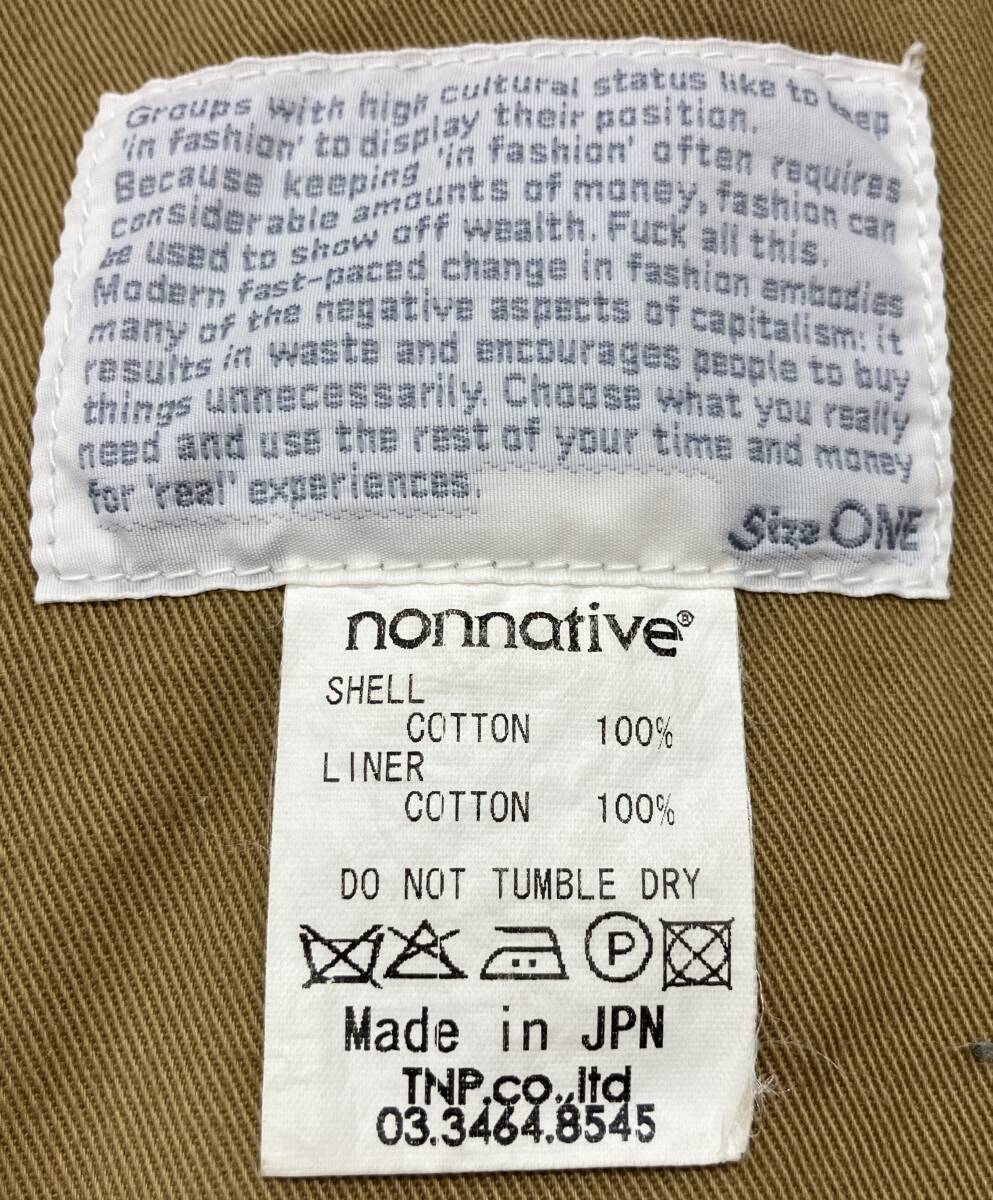 Groups with high cultural status like to keep
'in fashion' to display their position.
Because keeping 'in fashion' often requires
considerable amounts of money, fashion can
be used to show off wealth. Fuck all this.
Modern fast-paced change in fashion embodies
many of the negative aspects of capitalism: it
results in waste and encourages people to buy
things unnecessarily. Choose what you really
need and use the rest of your time and money
for 'real' experiences.
Size ONE
nonnative®
SHELL
COTTON 100%
LINER
COTTON 100%
DO NOT TUMBLE DRY
P
Made in JPN
TNP.co.,ltd
03.3464.8545